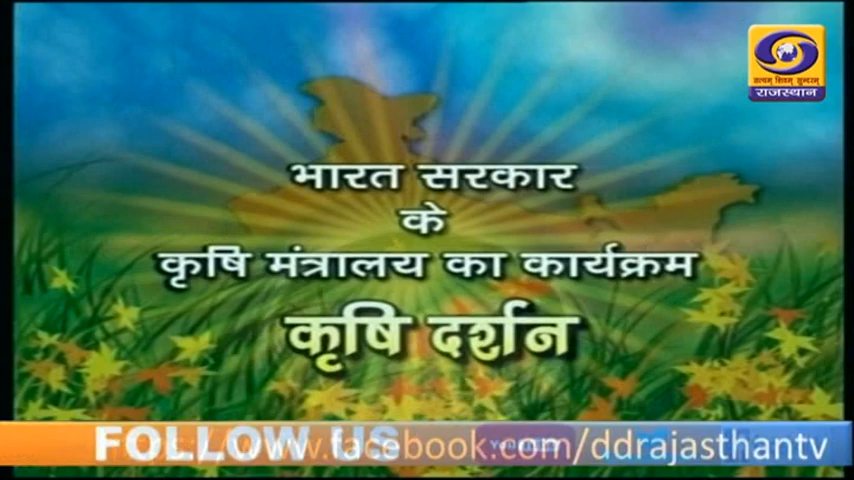 सत्यम् शिवम् सुन्दरम्
राजस्थान
भारत सरकार
के
कृषि मंत्रालय का कार्यक्रम
कृषि दर्शन
FOLLOW US
www.facebook.com/ddrajasthantv